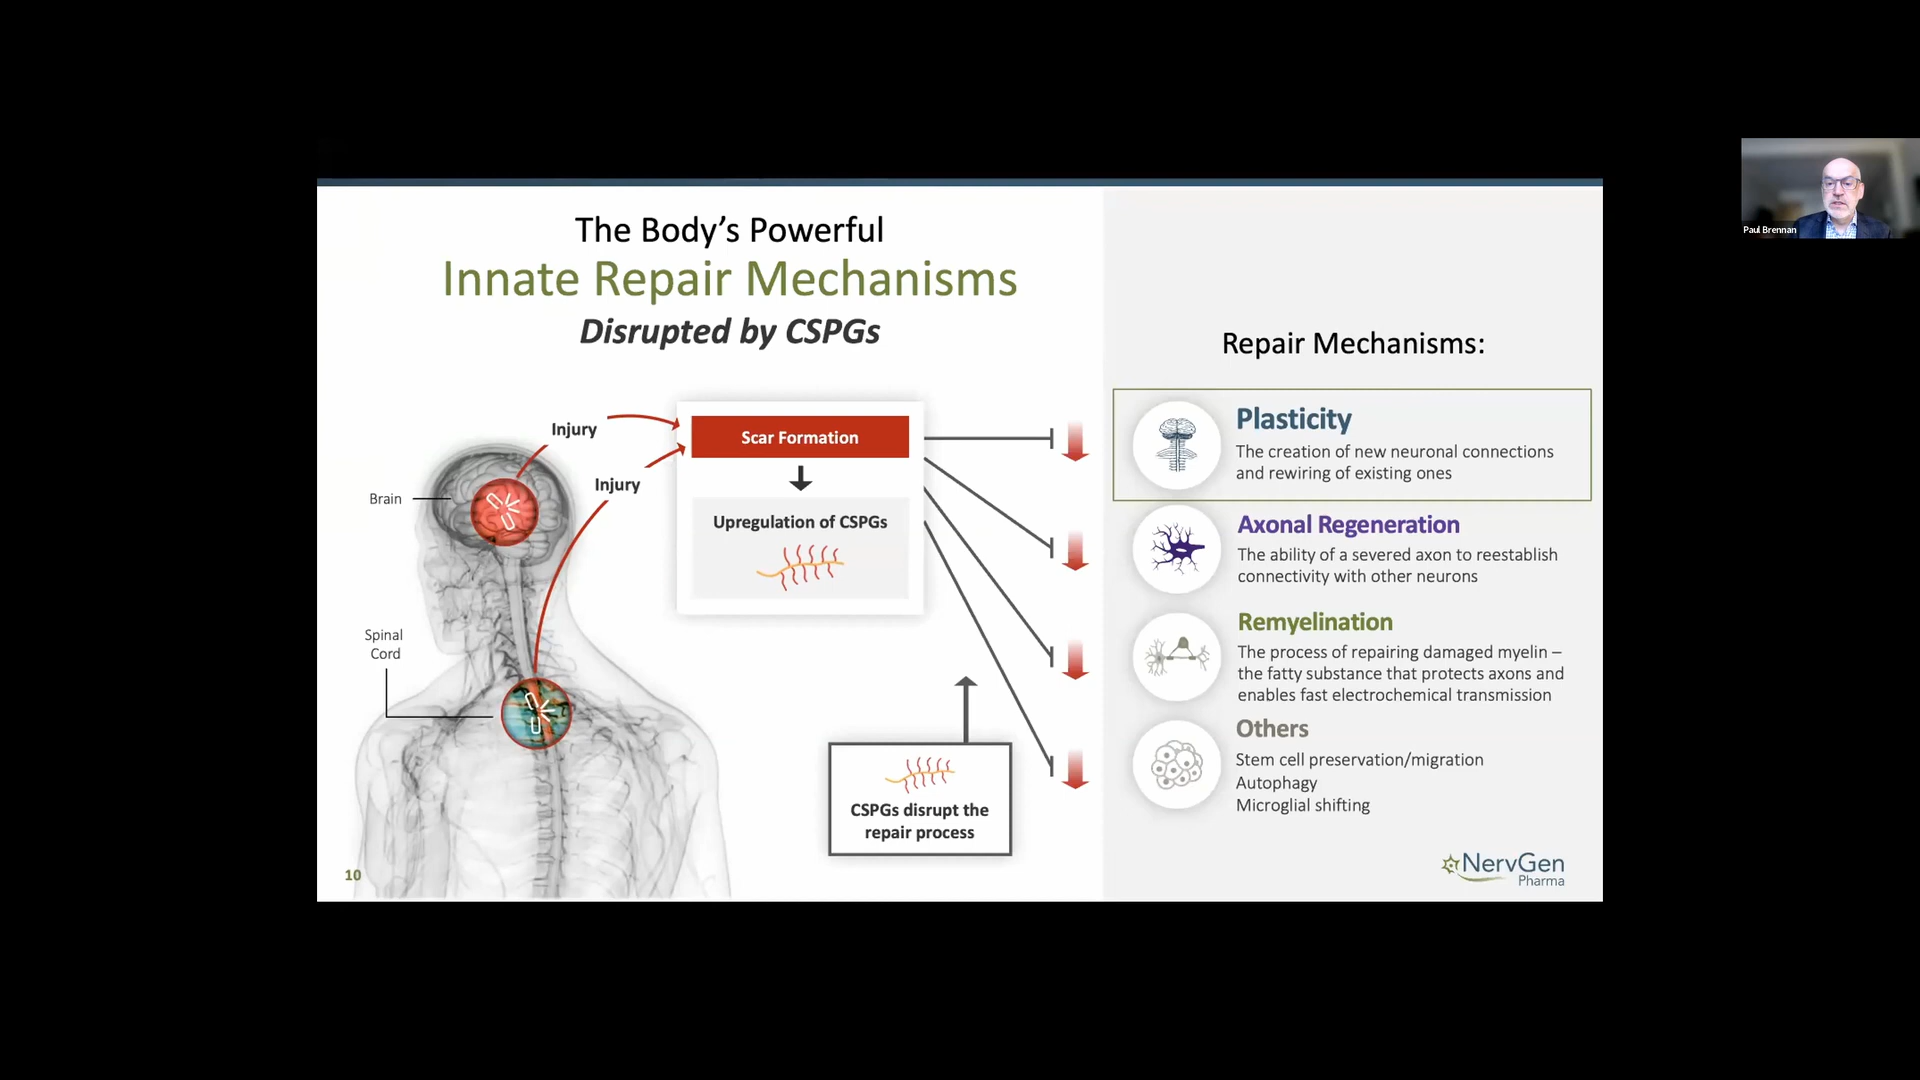 The Body’s Powerful
Innate Repair Mechanisms
Disrupted by CSPGs
Injury
Injury
Brain
Spinal
Cord
Scar Formation
Upregulation of CSPGs
CSPGs disrupt the
repair process
10
Repair Mechanisms:
Plasticity
The creation of new neuronal connections
and rewiring of existing ones
Axonal Regeneration
The ability of a severed axon to reestablish
connectivity with other neurons
Remyelination
The process of repairing damaged myelin –
the fatty substance that protects axons and
enables fast electrochemical transmission
Others
Stem cell preservation/migration
Autophagy
Microglial shifting
NervGen
Pharma
Paul Brennan